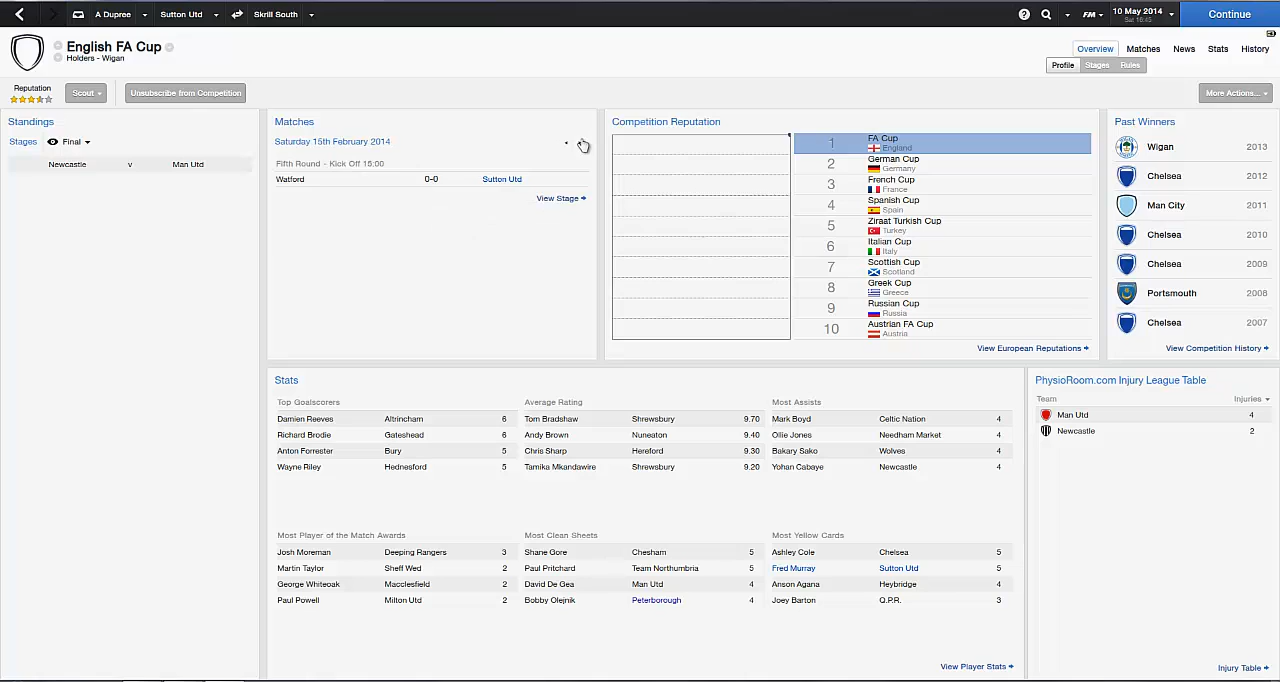 A Dupree Sutton Utd Skrill South FM 10 May 2014 Continue
Sat 16:45
English FA Cup
Holders - Wigan
Overview Matches News Stats History
Profile Stages Rules
Reputation
Scout Unsubscribe from Competition More Actions...
Standings
Stages Final
Newcastle v Man Utd
Matches
Saturday 15th February 2014
Fifth Round - Kick Off 15:00
Watford 0-0 Sutton Utd
View Stage
Competition Reputation
1 FA Cup
England
2 German Cup
Germany
3 French Cup
France
4 Spanish Cup
Spain
5 Ziraat Turkish Cup
Turkey
6 Italian Cup
Italy
7 Scottish Cup
Scotland
8 Greek Cup
Greece
9 Russian Cup
Russia
10 Austrian FA Cup
Austria
View European Reputations
Past Winners
Wigan 2013
Chelsea 2012
Man City 2011
Chelsea 2010
Chelsea 2009
Portsmouth 2008
Chelsea 2007
View Competition History
Stats
Top Goalscorers
Damien Reeves Altrincham 6
Richard Brodie Gateshead 6
Anton Forrester Bury 5
Wayne Riley Hednesford 5
Average Rating
Tom Bradshaw Shrewsbury 9.70
Andy Brown Nuneaton 9.40
Chris Sharp Hereford 9.30
Tamika Mkandawire Shrewsbury 9.20
Most Assists
Mark Boyd Celtic Nation 4
Ollie Jones Needham Market 4
Bakary Sako Wolves 4
Yohan Cabaye Newcastle 4
Most Player of the Match Awards
Josh Moreman Deeping Rangers 3
Martin Taylor Sheff Wed 2
George Whiteoak Macclesfield 2
Paul Powell Milton Utd 2
Most Clean Sheets
Shane Gore Chesham 5
Paul Pritchard Team Northumbria 5
David De Gea Man Utd 4
Bobby Olejnik Peterborough 4
Most Yellow Cards
Ashley Cole Chelsea 5
Fred Murray Sutton Utd 5
Anson Agana Heybridge 4
Joey Barton Q.P.R. 3
View Player Stats
PhysioRoom.com Injury League Table
Team Injuries
Man Utd 4
Newcastle 2
Injury Table